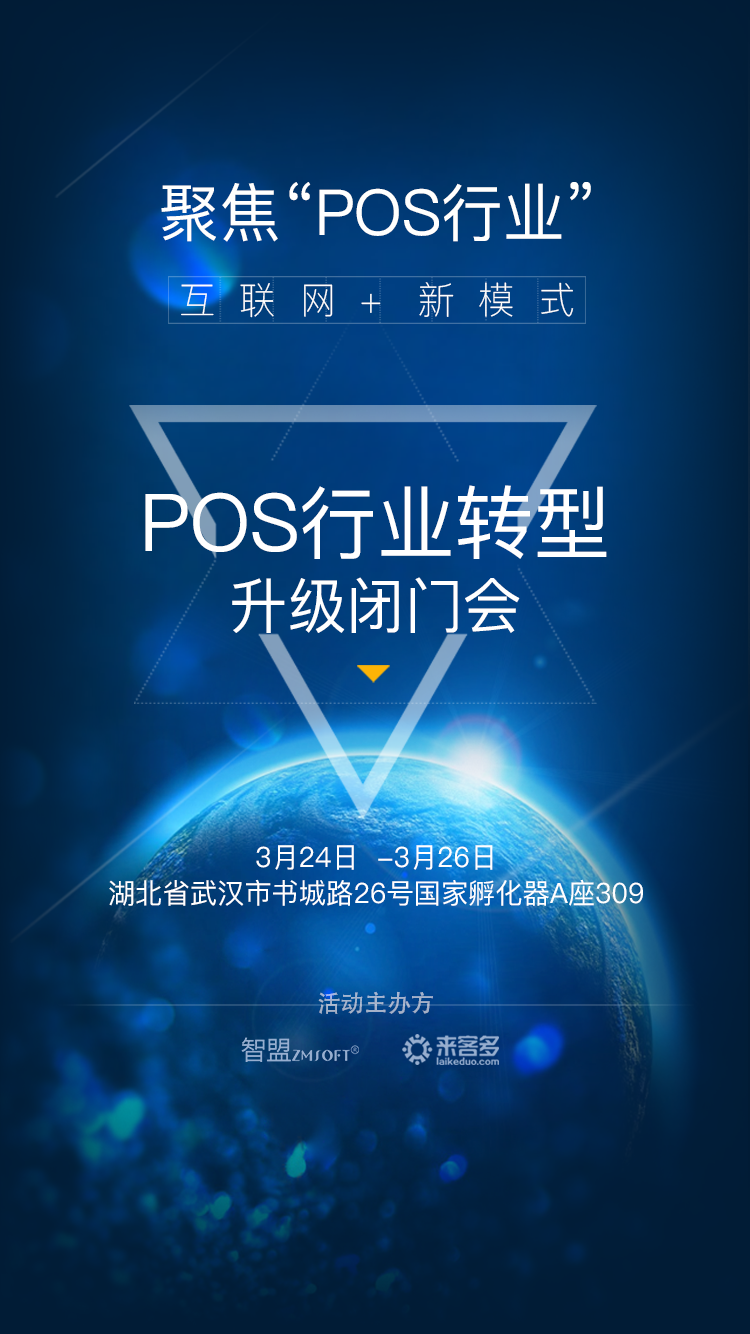 聚焦“POS行业”
互联网+ 新模式
POS行业转型
升级闭门会
3月24日 -3月26日
湖北省武汉市书城路26号国家孵化器A座309
活动主办方
智盟ZMSOFT® 来客多
laikeduo.com